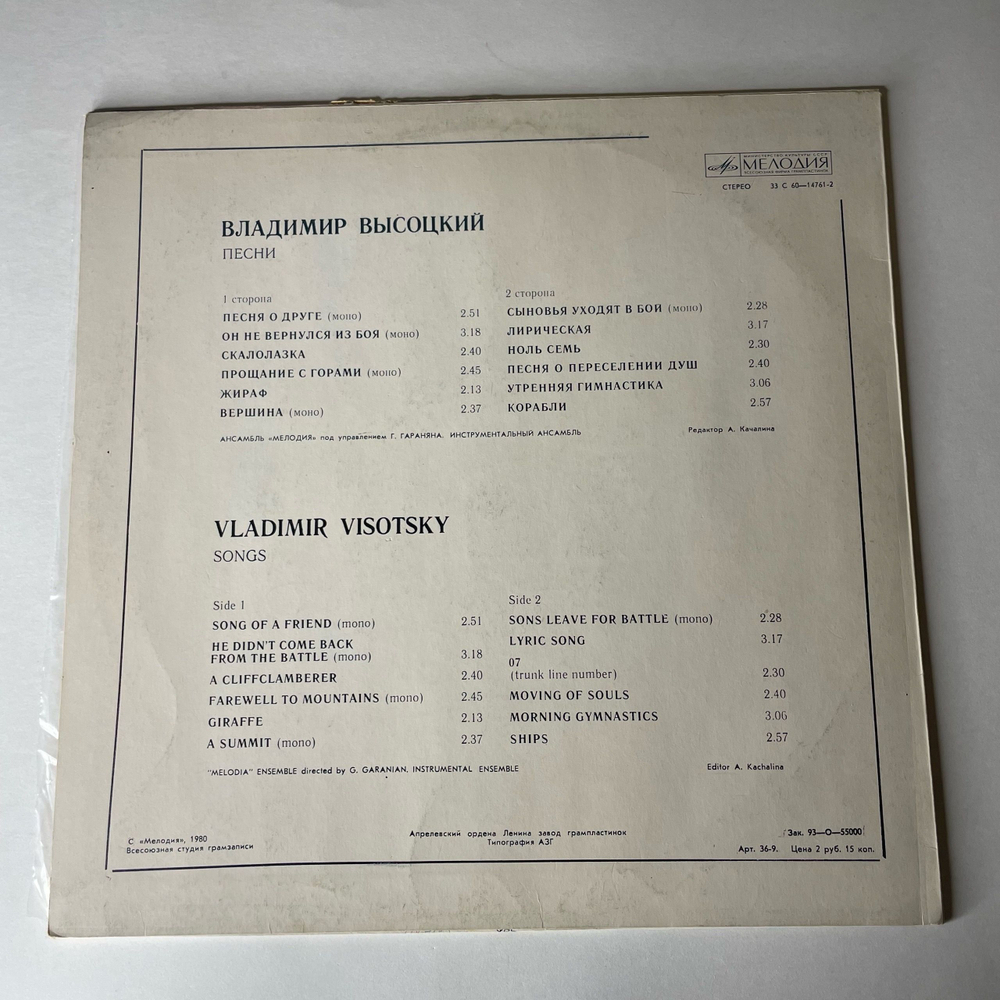 МИНИСТЕРСТВО КУЛЬТУРЫ СССР
МЕЛОДИЯ
ВСЕСОЮЗНАЯ ФИРМА ГРАМПЛАСТИНОК
СТЕРЕО 33 С 60—14761-2
ВЛАДИМИР ВЫСОЦКИЙ
ПЕСНИ
1 сторона
ПЕСНЯ О ДРУГЕ (моно) 2.51
ОН НЕ ВЕРНУЛСЯ ИЗ БОЯ (моно) 3.18
СКАЛОЛАЗКА 2.40
ПРОЩАНИЕ С ГОРАМИ (моно) 2.45
ЖИРАФ 2.13
ВЕРШИНА (моно) 2.37
2 сторона
СЫНОВЬЯ УХОДЯТ В БОЙ (моно) 2.28
ЛИРИЧЕСКАЯ 3.17
НОЛЬ СЕМЬ 2.30
ПЕСНЯ О ПЕРЕСЕЛЕНИИ ДУШ 2.40
УТРЕННЯЯ ГИМНАСТИКА 3.06
КОРАБЛИ 2.57
АНСАМБЛЬ «МЕЛОДИЯ» под управлением Г. ГАРАНЯНА. ИНСТРУМЕНТАЛЬНЫЙ АНСАМБЛЬ
Редактор А. Качалина
VLADIMIR VISOTSKY
SONGS
Side 1
SONG OF A FRIEND (mono) 2.51
HE DIDN'T COME BACK
FROM THE BATTLE (mono) 3.18
A CLIFFCLAMBERER 2.40
FAREWELL TO MOUNTAINS (mono) 2.45
GIRAFFE 2.13
A SUMMIT (mono) 2.37
Side 2
SONS LEAVE FOR BATTLE (mono) 2.28
LYRIC SONG 3.17
07
(trunk line number) 2.30
MOVING OF SOULS 2.40
MORNING GYMNASTICS 3.06
SHIPS 2.57
"MELODIA" ENSEMBLE directed by G. GARANIAN, INSTRUMENTAL ENSEMBLE
Editor A. Kachalina
С «Мелодия», 1980
Всесоюзная студия грамзаписи
Апрелевский ордена Ленина завод грампластинок
Типография АЗГ
Зак. 93—О—55000
Арт. 36-9. Цена 2 руб. 15 коп.